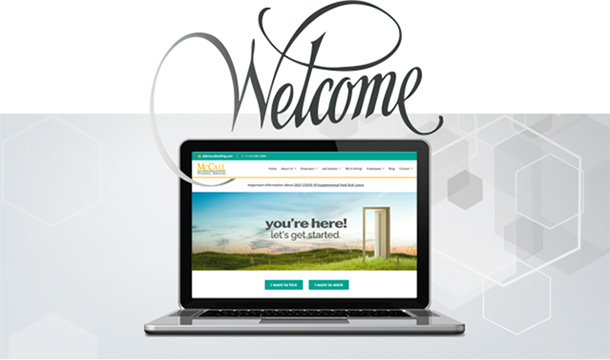 Welcome
McCall
Home About Us Employers Job Seekers We're Hiring! Employees Blog Contact
Important information about 2021 COVID-19 Supplemental Paid Sick Leave
you're here!
let's get started.
I want to hire I want to work